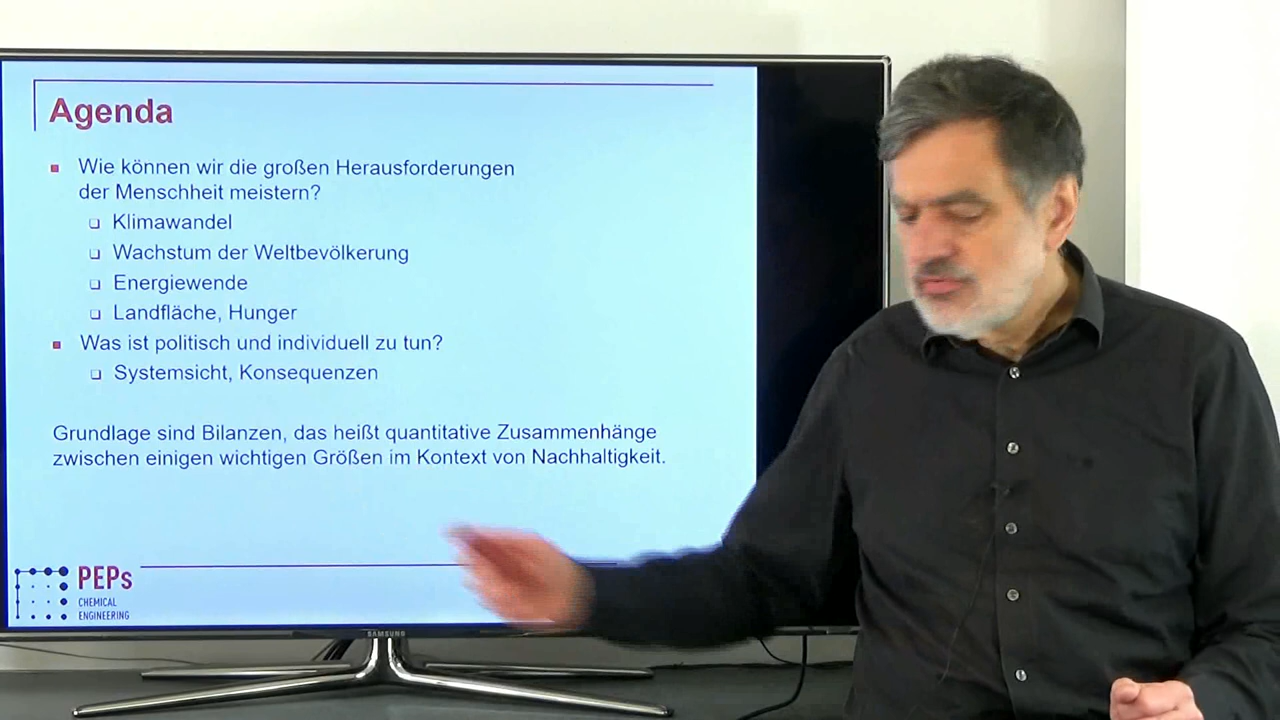 Agenda
Wie können wir die großen Herausforderungen
der Menschheit meistern?
Klimawandel
Wachstum der Weltbevölkerung
Energiewende
Landfläche, Hunger
Was ist politisch und individuell zu tun?
Systemsicht, Konsequenzen
Grundlage sind Bilanzen, das heißt quantitative Zusammenhänge
zwischen einigen wichtigen Größen im Kontext von Nachhaltigkeit.
PEPs
CHEMICAL
ENGINEERING
SAMSUNG